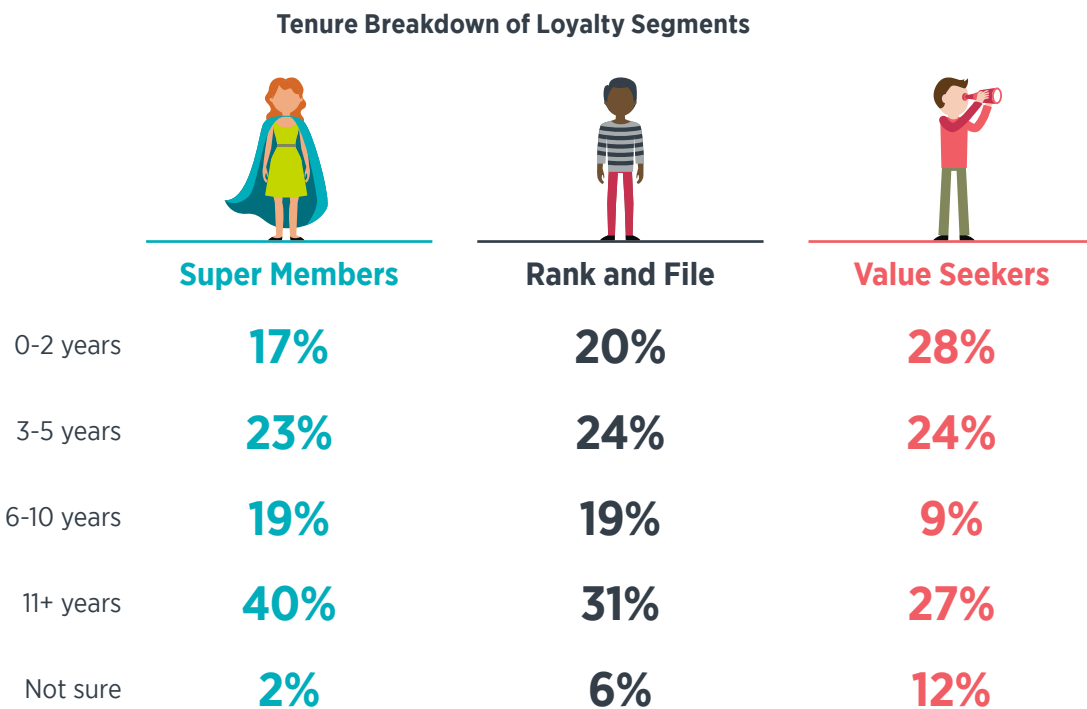 Tenure Breakdown of Loyalty Segments
Super Members Rank and File Value Seekers
0-2 years 17% 20% 28%
3-5 years 23% 24% 24%
6-10 years 19% 19% 9%
11+ years 40% 31% 27%
Not sure 2% 6% 12%